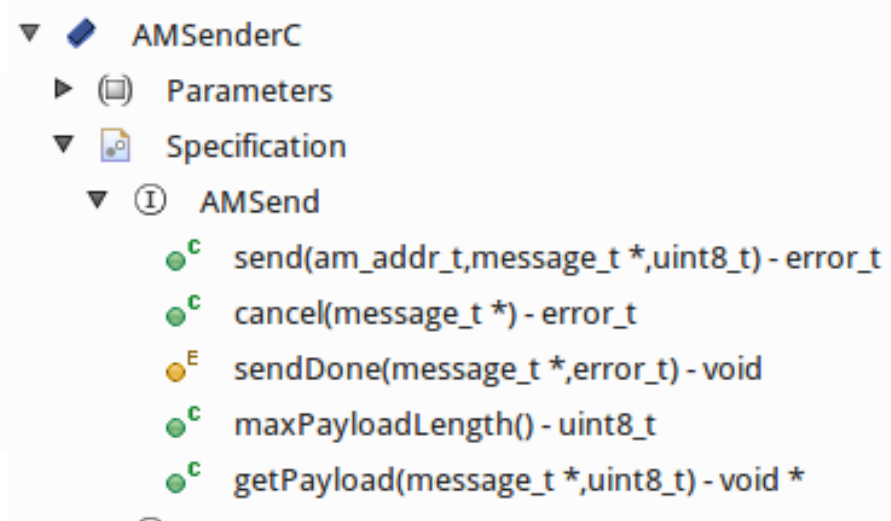 AMSenderC
Parameters
Specification
I AMSend
C send(am_addr_t,message_t *,uint8_t) - error_t
C cancel(message_t *) - error_t
E sendDone(message_t *,error_t) - void
C maxPayloadLength() - uint8_t
C getPayload(message_t *,uint8_t) - void *